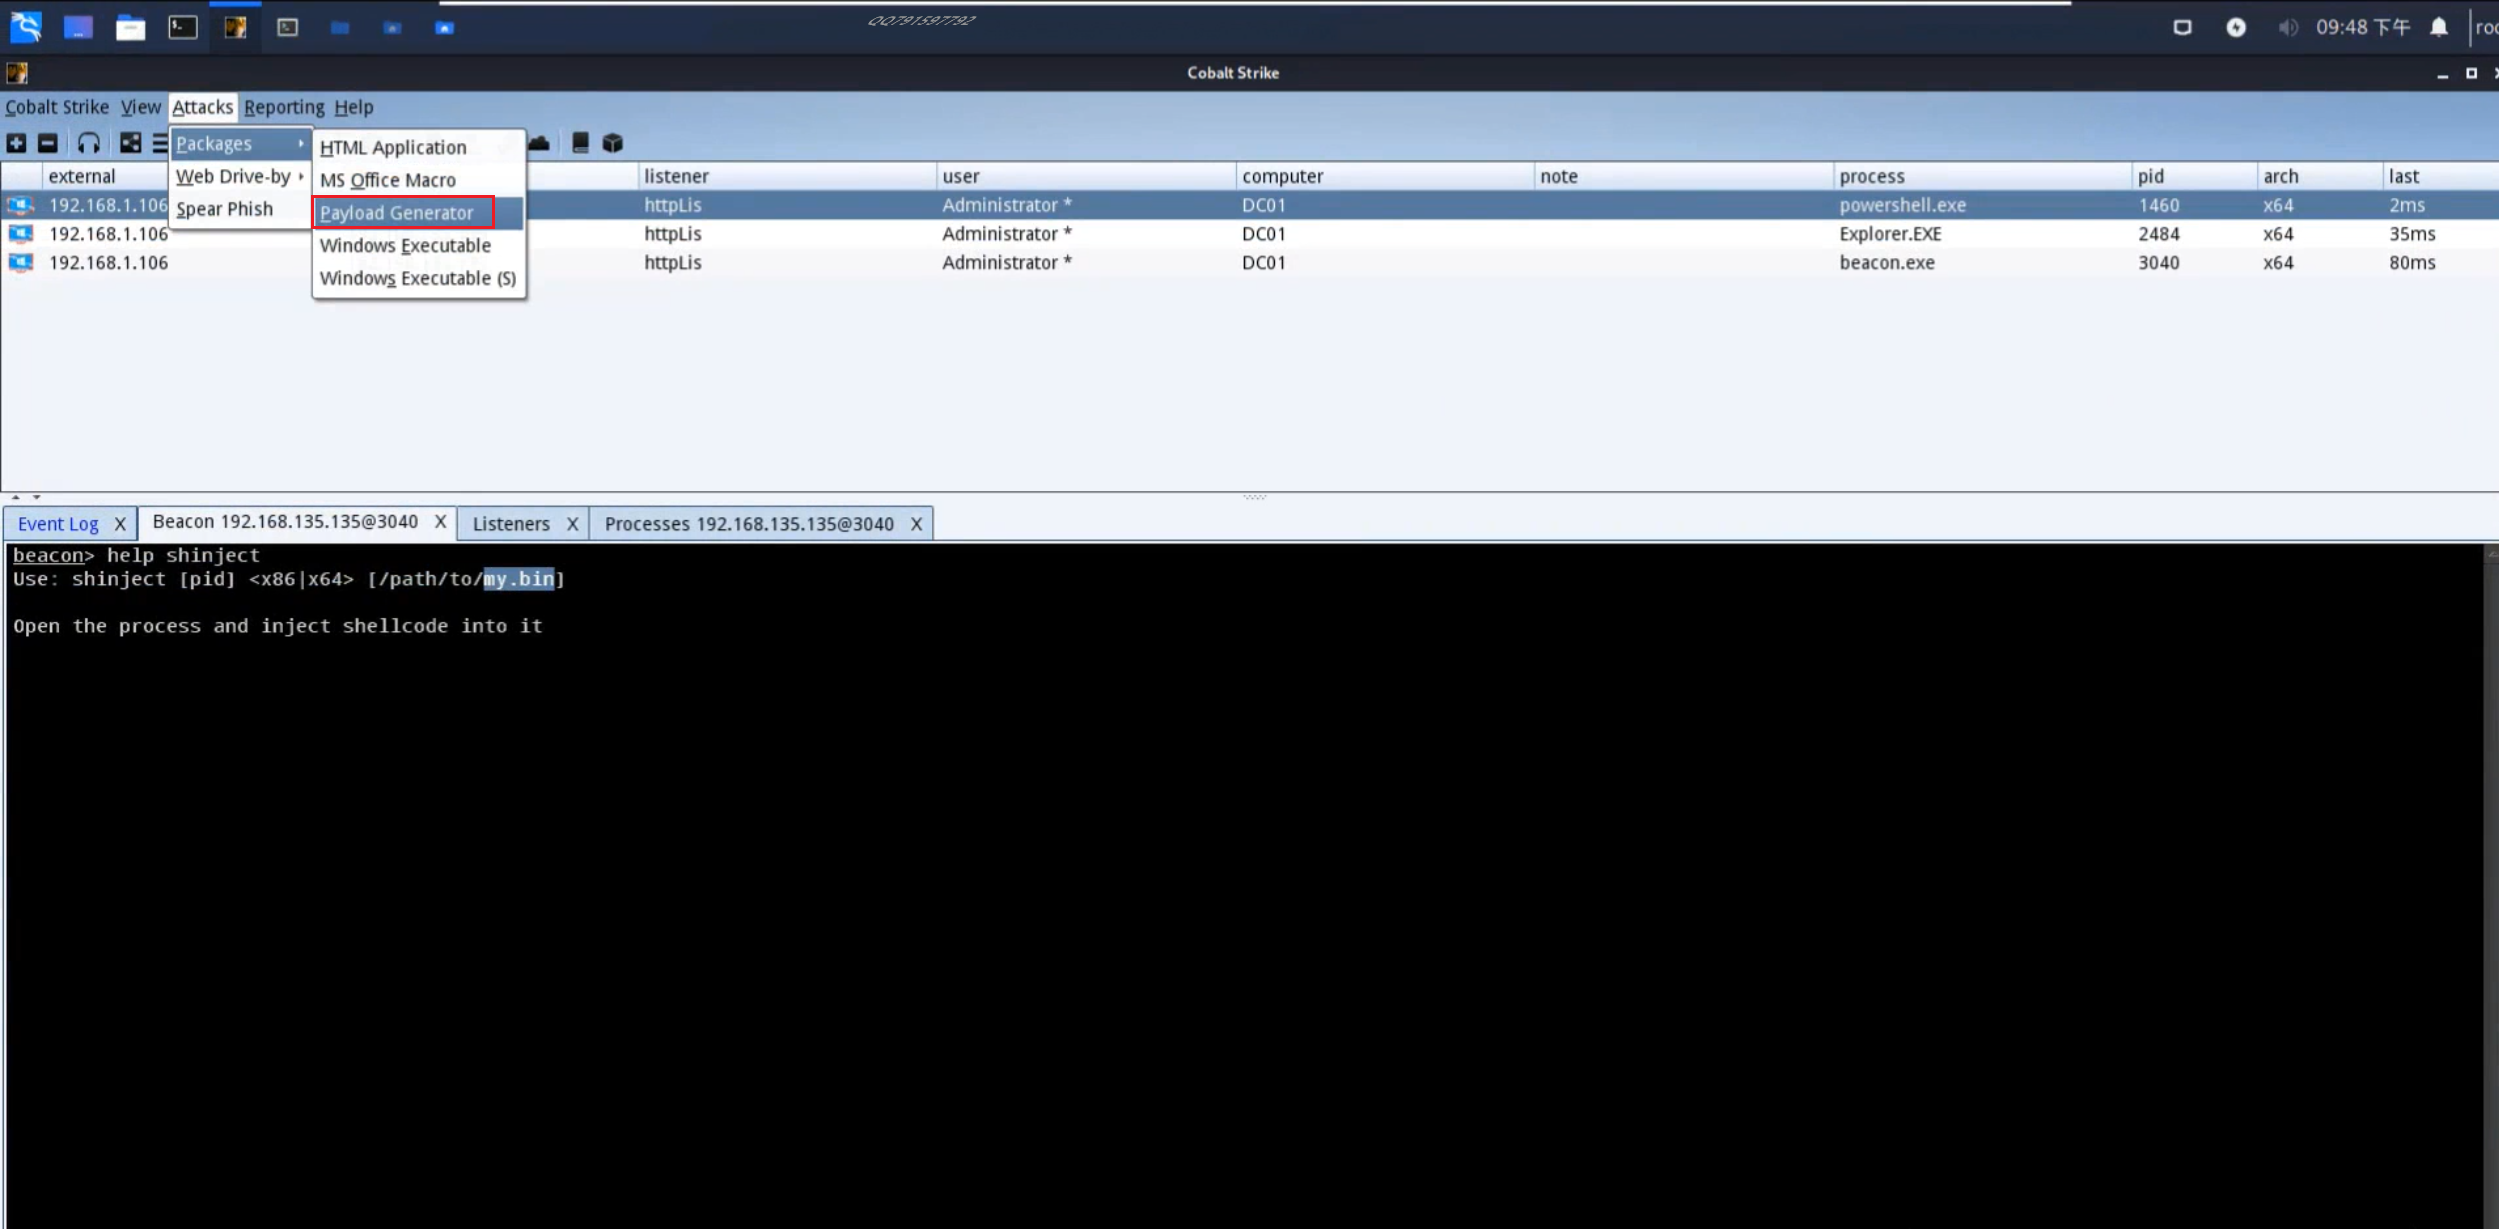 QQ791597792
09:48 下午
Cobalt Strike
Cobalt Strike View Attacks Reporting Help
Packages
Web Drive-by
Spear Phish
HTML Application
MS Office Macro
Payload Generator
Windows Executable
Windows Executable (S)
external listener user computer note process pid arch last
192.168.1.106 httpLis Administrator * DC01 powershell.exe 1460 x64 2ms
192.168.1.106 httpLis Administrator * DC01 Explorer.EXE 2484 x64 35ms
192.168.1.106 httpLis Administrator * DC01 beacon.exe 3040 x64 80ms
Event Log X Beacon 192.168.135.135@3040 X Listeners X Processes 192.168.135.135@3040 X
beacon> help shinject
Use: shinject [pid] <x86|x64> [/path/to/my.bin]
Open the process and inject shellcode into it